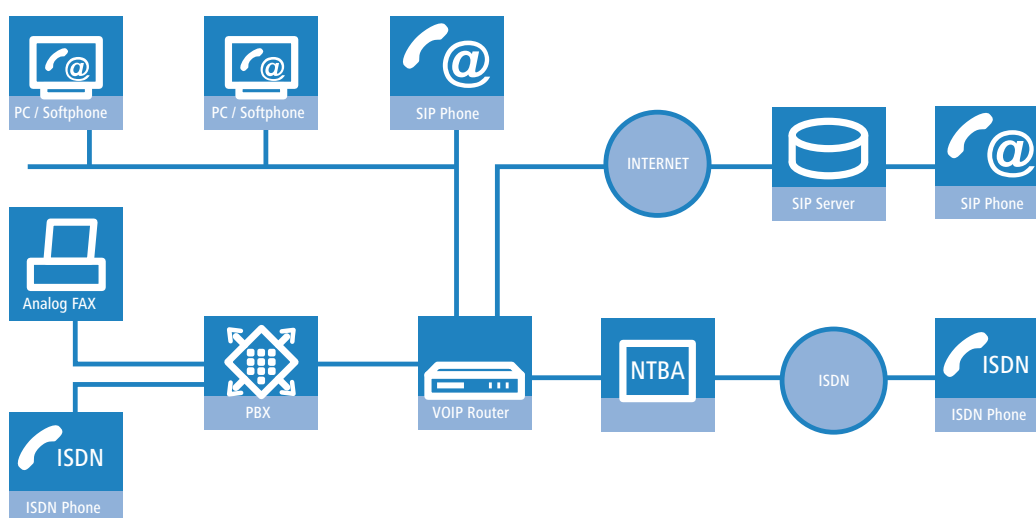 @
PC / Softphone
@
PC / Softphone
@
SIP Phone
INTERNET
SIP Server
@
SIP Phone
Analog FAX
PBX
VOIP Router
NTBA
ISDN
ISDN
ISDN Phone
ISDN
ISDN Phone